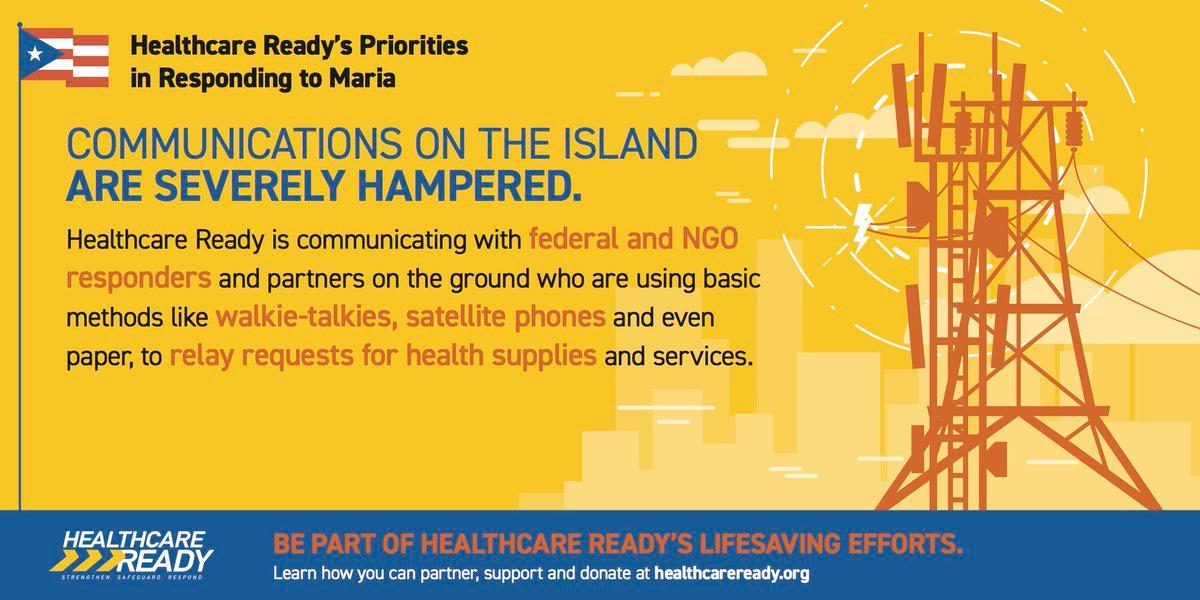 Healthcare Ready's Priorities
in Responding to Maria
COMMUNICATIONS ON THE ISLAND
ARE SEVERELY HAMPERED.
Healthcare Ready is communicating with federal and NGO
responders and partners on the ground who are using basic
methods like walkie-talkies, satellite phones and even
paper, to relay requests for health supplies and services.
HEALTHCARE
READY
STRENGTHEN. SAFEGUARD. RESPOND.
BE PART OF HEALTHCARE READY'S LIFESAVING EFFORTS.
Learn how you can partner, support and donate at healthcareready.org